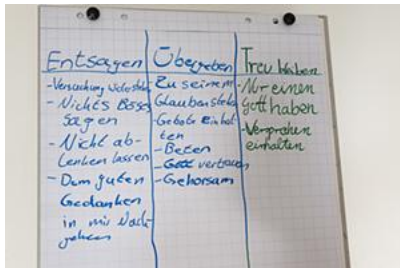 Entsagen
-Versuchung widerstehen
-Nichts Böses
sagen
-Nicht ab-
lenken lassen
-Dem guten
Gedanken
in mir Nach-
gehen
Übergeben
Zu seinem
Glauben stehen
-Gebote einhal-
ten
-Beten
-Gott vertrauen
-Gehorsam
Treu bleiben
-Nur einen
Gott haben
-Versprechen
einhalten